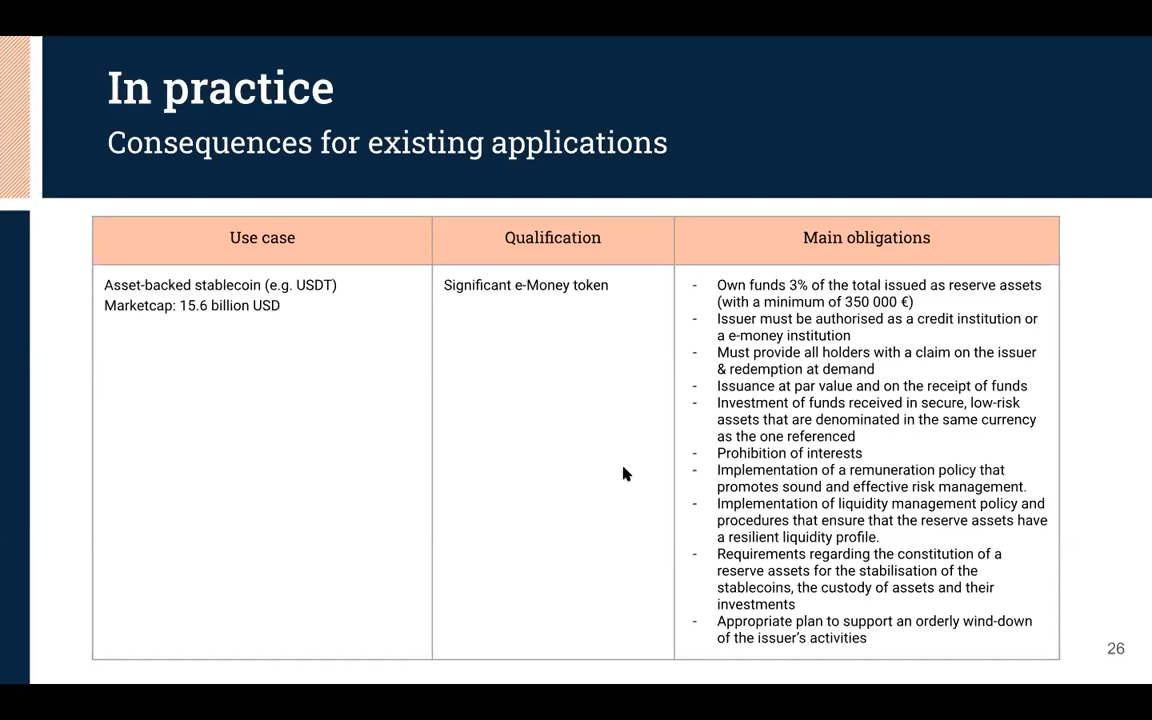 In practice
Consequences for existing applications
Use case
Qualification
Main obligations
Asset-backed stablecoin (e.g. USDT)
Marketcap: 15.6 billion USD
Significant e-Money token
- Own funds 3% of the total issued as reserve assets
(with a minimum of 350 000 €)
- Issuer must be authorised as a credit institution or
a e-money institution
- Must provide all holders with a claim on the issuer
& redemption at demand
- Issuance at par value and on the receipt of funds
- Investment of funds received in secure, low-risk
assets that are denominated in the same currency
as the one referenced
- Prohibition of interests
- Implementation of a remuneration policy that
promotes sound and effective risk management.
- Implementation of liquidity management policy and
procedures that ensure that the reserve assets have
a resilient liquidity profile.
- Requirements regarding the constitution of a
reserve assets for the stabilisation of the
stablecoins, the custody of assets and their
investments
- Appropriate plan to support an orderly wind-down
of the issuer's activities
26